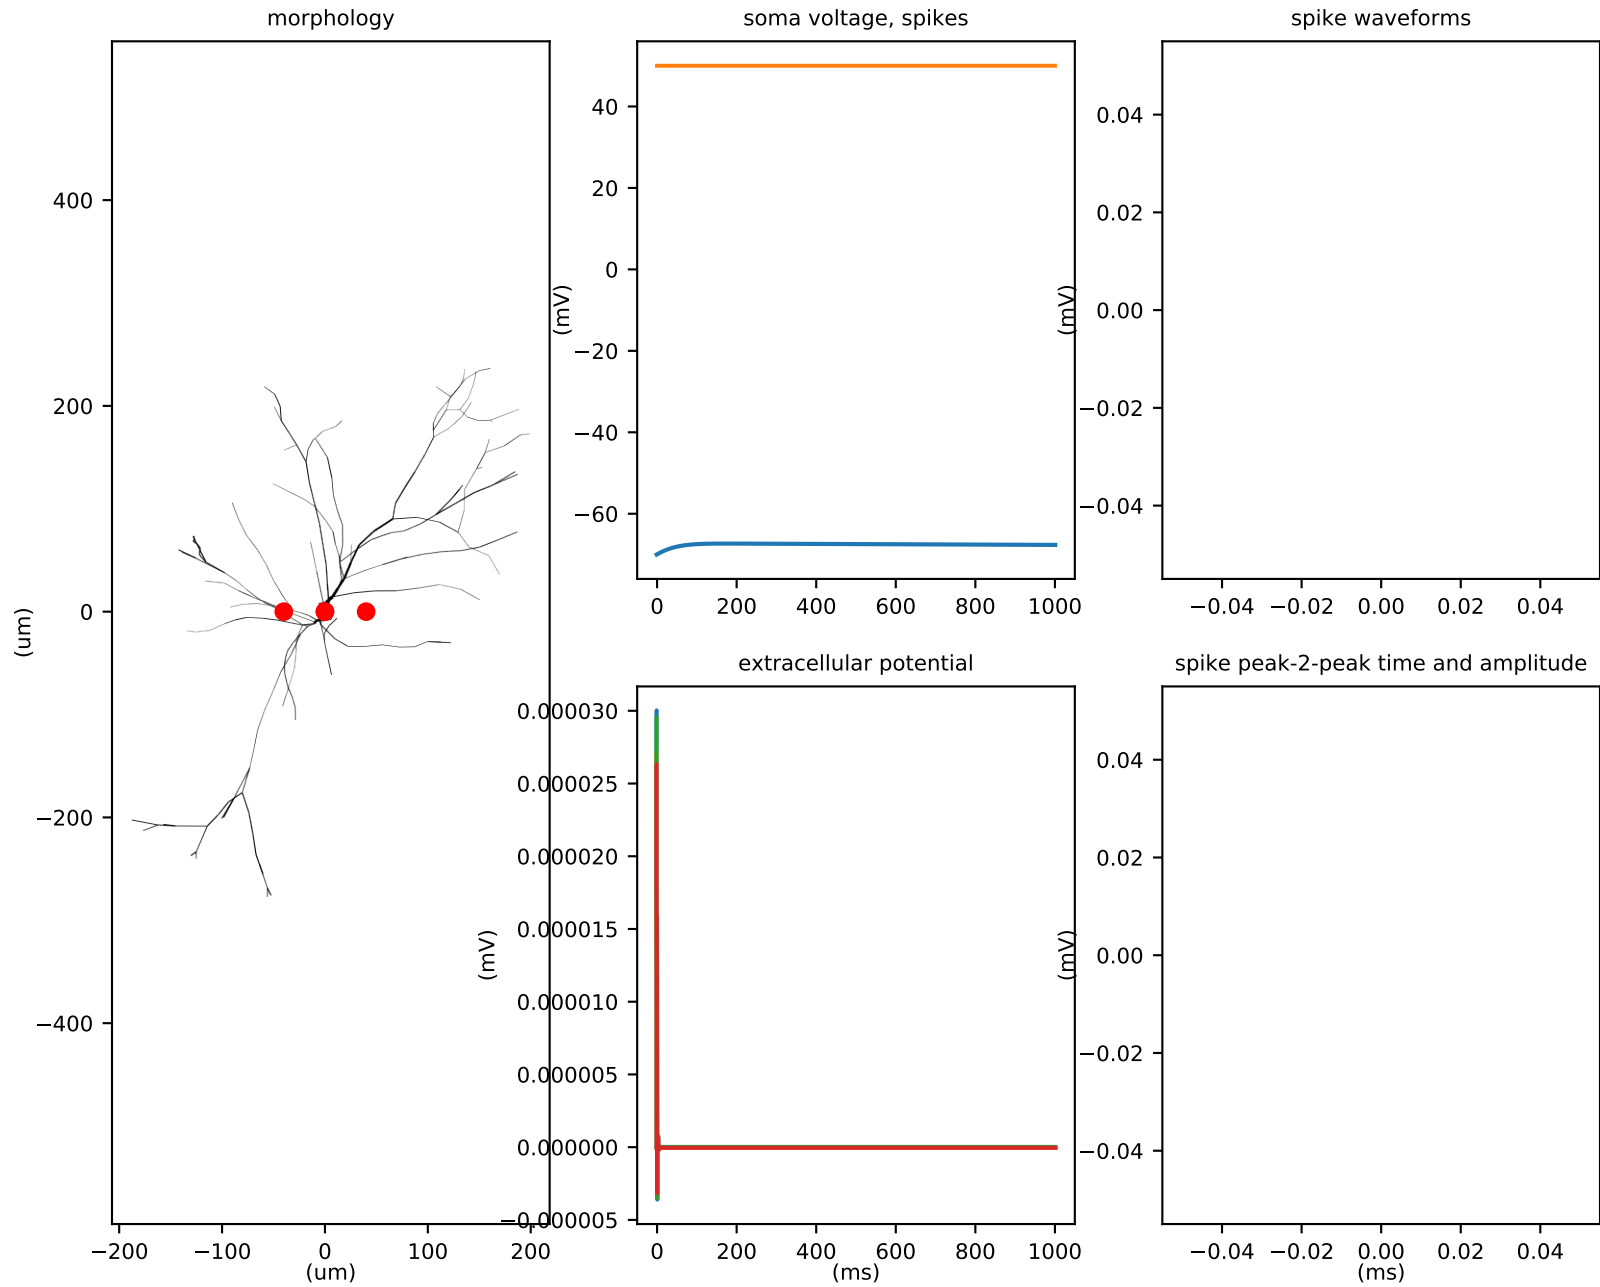 morphology
400
200
0
−200
−400
(um)
−200 −100 0 100 200
(um)
soma voltage, spikes
40
20
0
−20
−40
−60
(mV)
0 200 400 600 800 1000
spike waveforms
0.04
0.02
0.00
−0.02
−0.04
(mV)
−0.04 −0.02 0.00 0.02 0.04
extracellular potential
0.000030
0.000025
0.000020
0.000015
0.000010
0.000005
0.000000
−0.000005
(mV)
0 200 400 600 800 1000
(ms)
spike peak-2-peak time and amplitude
0.04
0.02
0.00
−0.02
−0.04
(mV)
−0.04 −0.02 0.00 0.02 0.04
(ms)